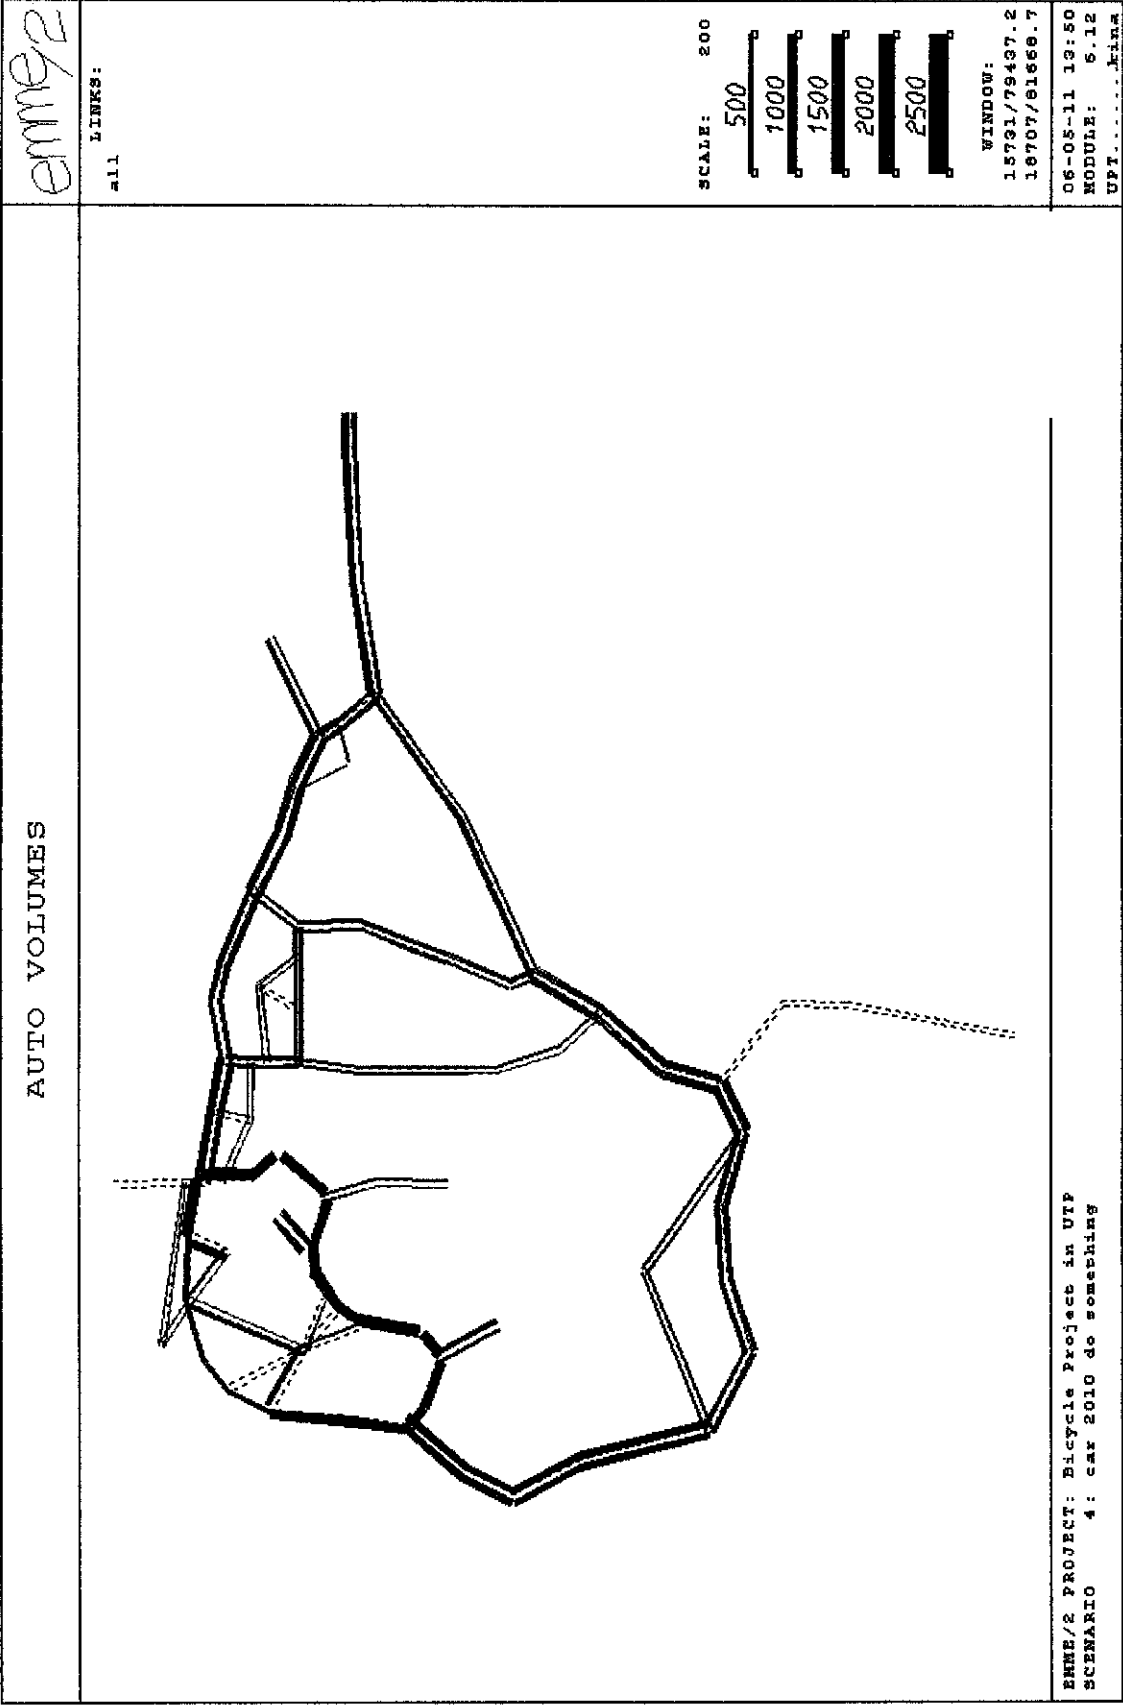 AUTO VOLUMES
emme/2
LINKS:
all
SCALE: 200
500
1000
1500
2000
2500
WINDOW:
15731/79437.2
18707/81668.7
EMME/2 PROJECT: Bicycle Project in UTP
SCENARIO 4: car 2010 do something
06-05-11 13:50
MODULE: 6.12